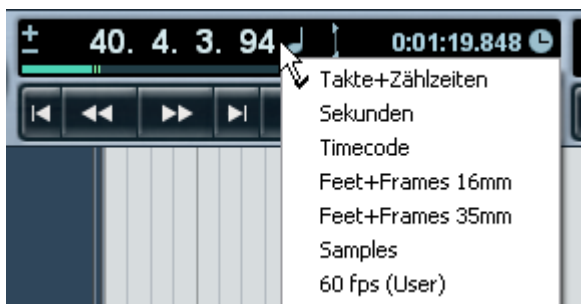 40. 4. 3. 94 0:01:19.848
Takte+Zählzeiten
Sekunden
Timecode
Feet+Frames 16mm
Feet+Frames 35mm
Samples
60 fps (User)